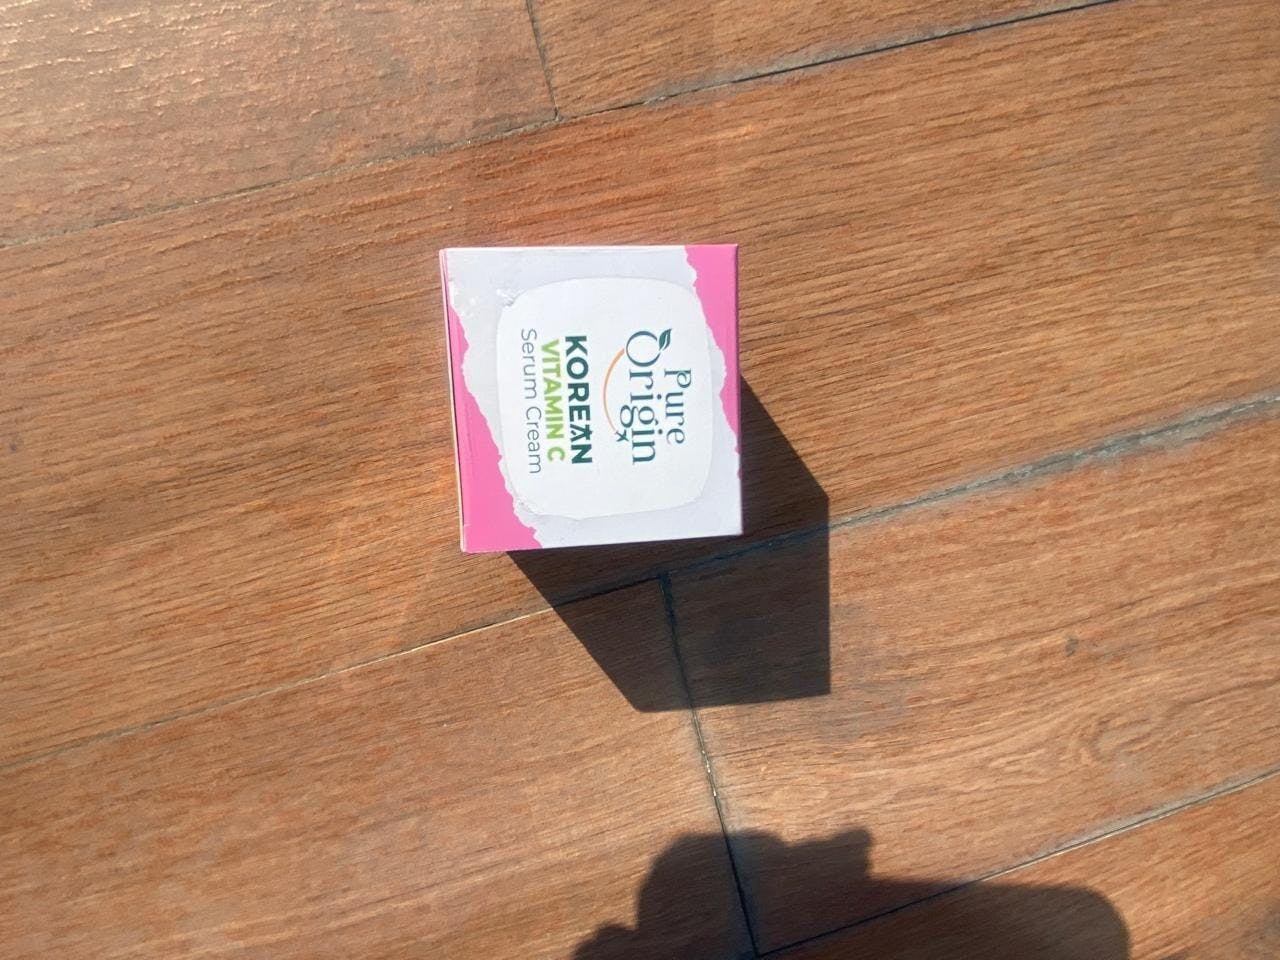 Pure
Origin
KOREAN
VITAMIN C
Serum Cream